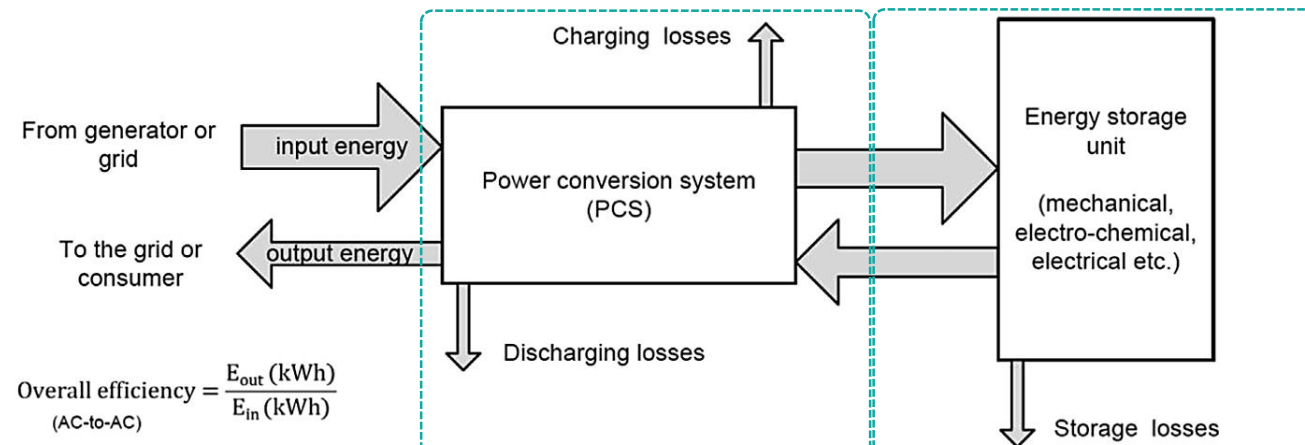 Charging losses
From generator or
grid
input energy
Power conversion system
(PCS)
Energy storage
unit
(mechanical,
electro-chemical,
electrical etc.)
To the grid or
consumer
output energy
Discharging losses
Overall efficiency = E_out (kWh) / E_in (kWh)
(AC-to-AC)
Storage losses